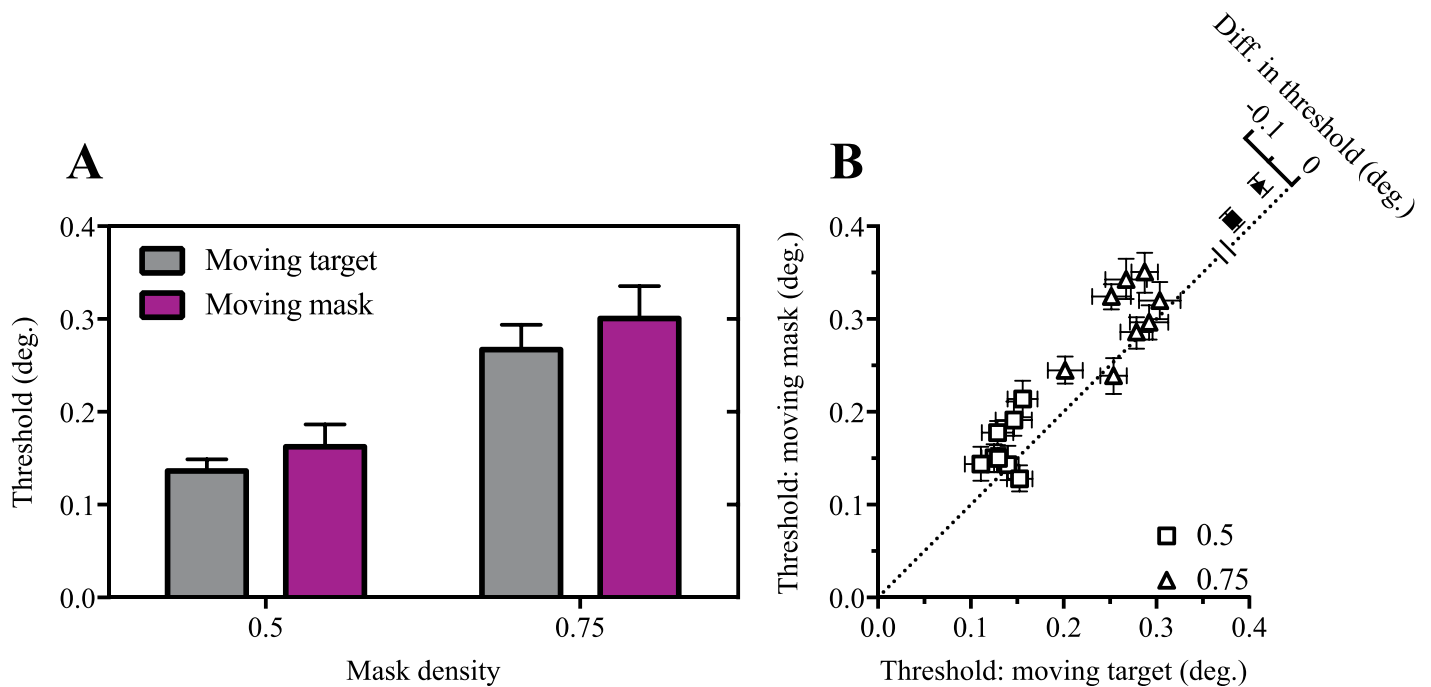 A
Threshold (deg.)
0.4
0.3
0.2
0.1
0.0
Moving target
Moving mask
0.5
0.75
Mask density
B
Threshold: moving mask (deg.)
0.4
0.3
0.2
0.1
0.0
Diff. in threshold (deg.)
-0.1
0
0.5
0.75
0.0
0.1
0.2
0.3
0.4
Threshold: moving target (deg.)